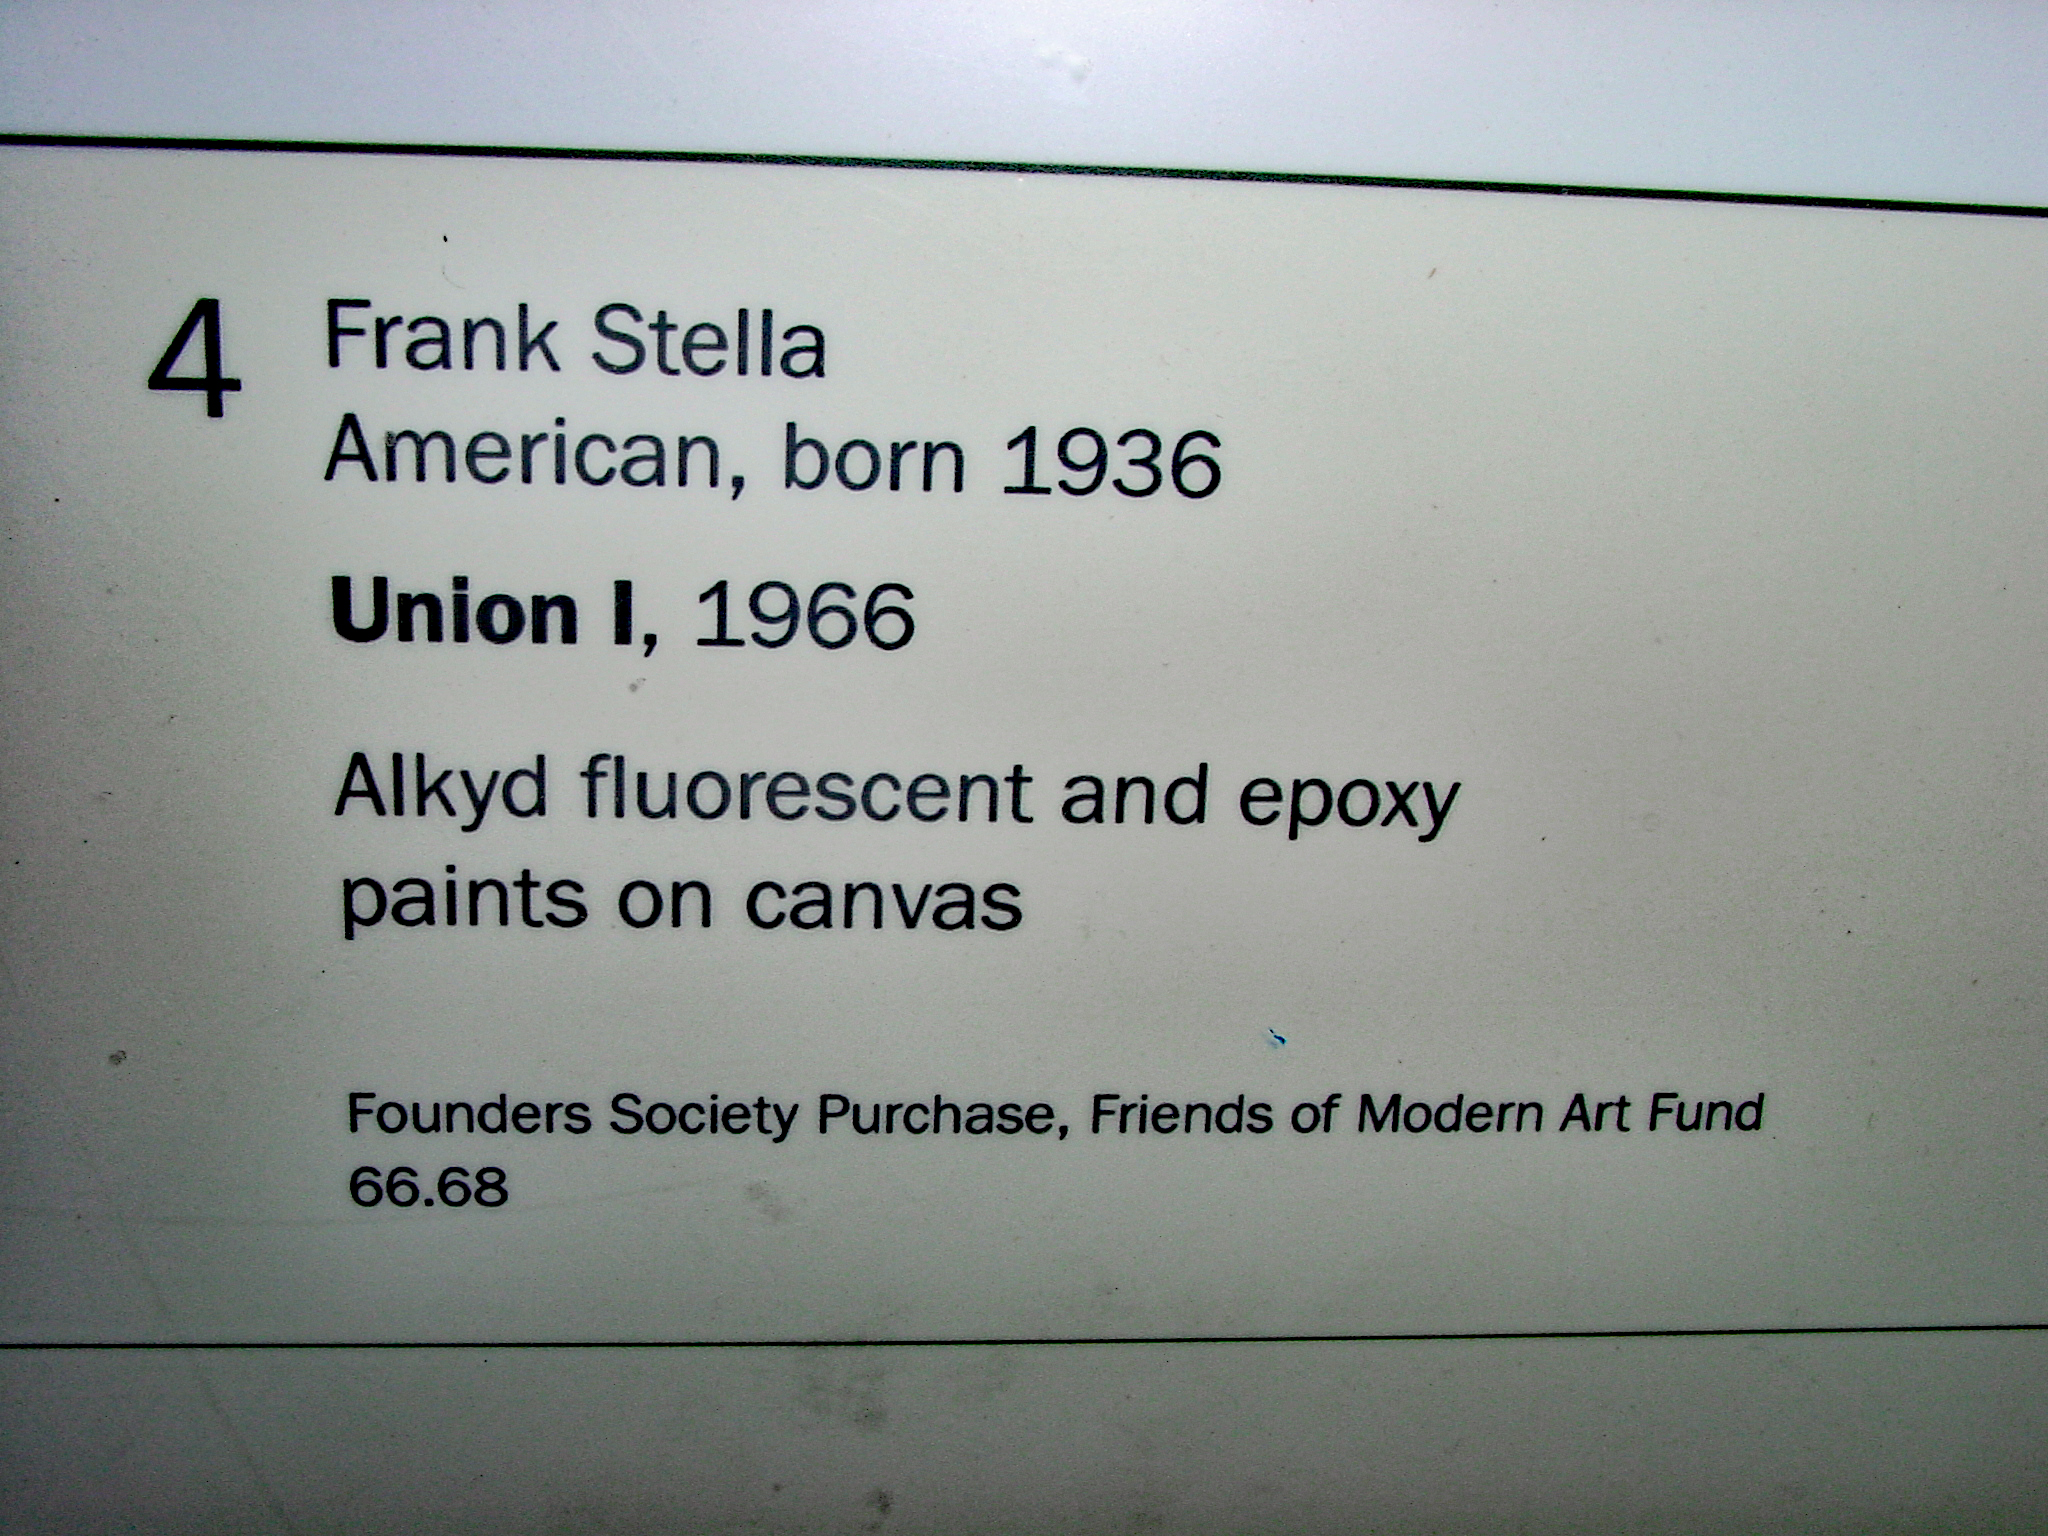 4 Frank Stella
American, born 1936
Union I, 1966
Alkyd fluorescent and epoxy
paints on canvas
Founders Society Purchase, Friends of Modern Art Fund
66.68